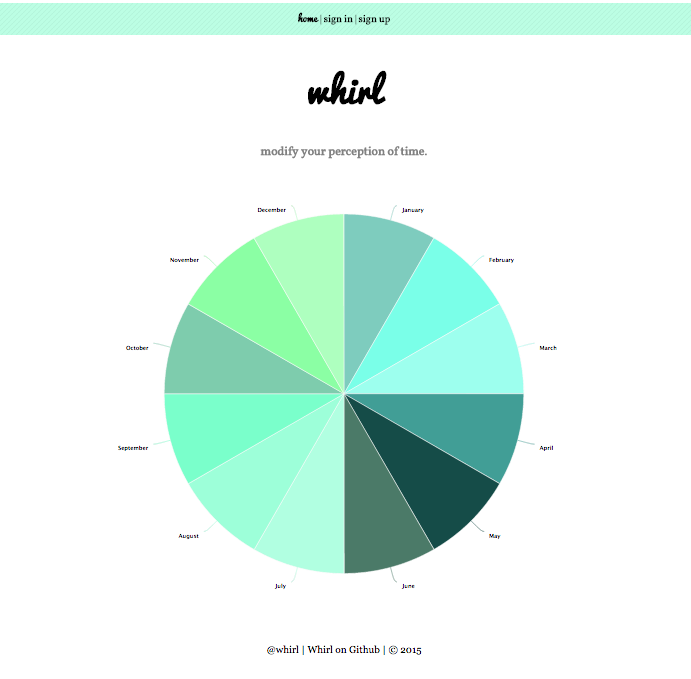 home | sign in | sign up
whirl
modify your perception of time.
December
January
November
February
October
March
September
April
August
May
July
June
@whirl | Whirl on Github | © 2015